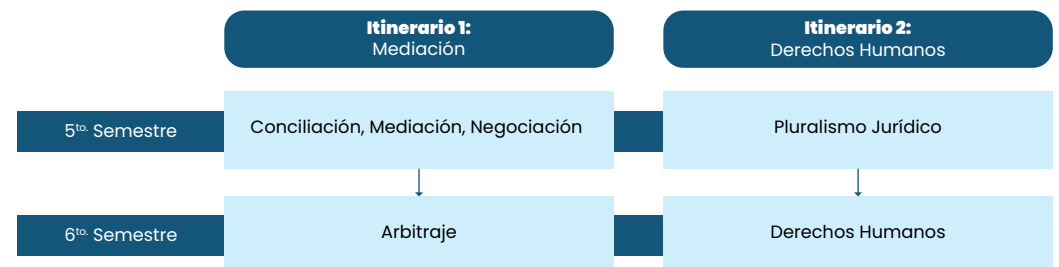 Itinerario 1:
Mediación
Itinerario 2:
Derechos Humanos
5to. Semestre
Conciliación, Mediación, Negociación
Pluralismo Jurídico
6to. Semestre
Arbitraje
Derechos Humanos